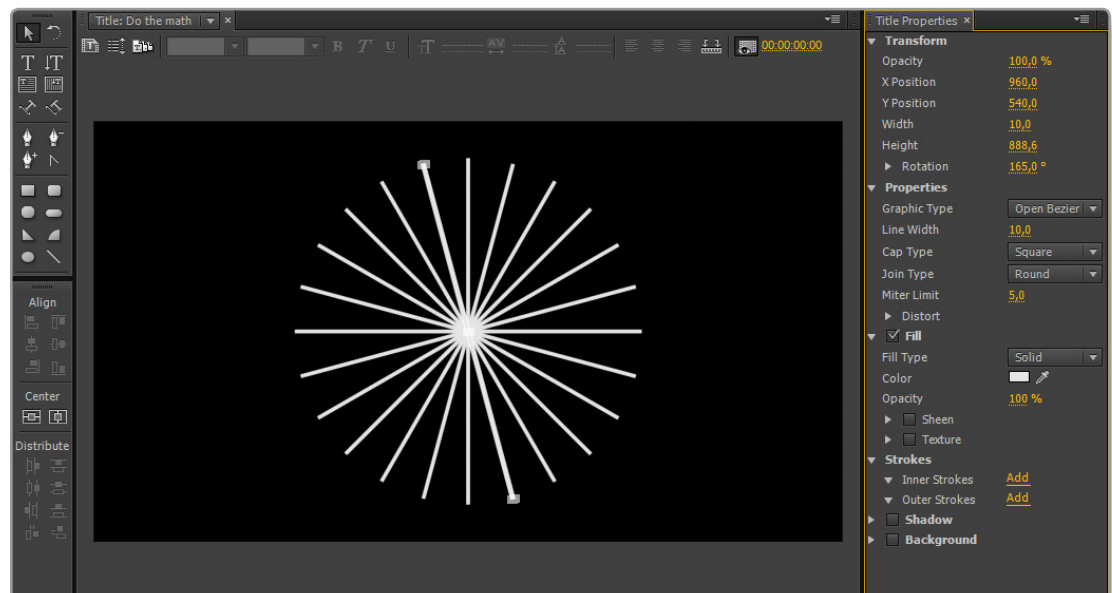 Title: Do the math
B T U T AV A IA 00:00:00:00
T IT
Align
Center
Distribute
Title Properties ×
Transform
Opacity 100,0 %
X Position 960,0
Y Position 540,0
Width 10,0
Height 888,6
Rotation 165,0 °
Properties
Graphic Type Open Bezier
Line Width 10,0
Cap Type Square
Join Type Round
Miter Limit 5,0
Distort
Fill
Fill Type Solid
Color
Opacity 100 %
Sheen
Texture
Strokes
Inner Strokes Add
Outer Strokes Add
Shadow
Background